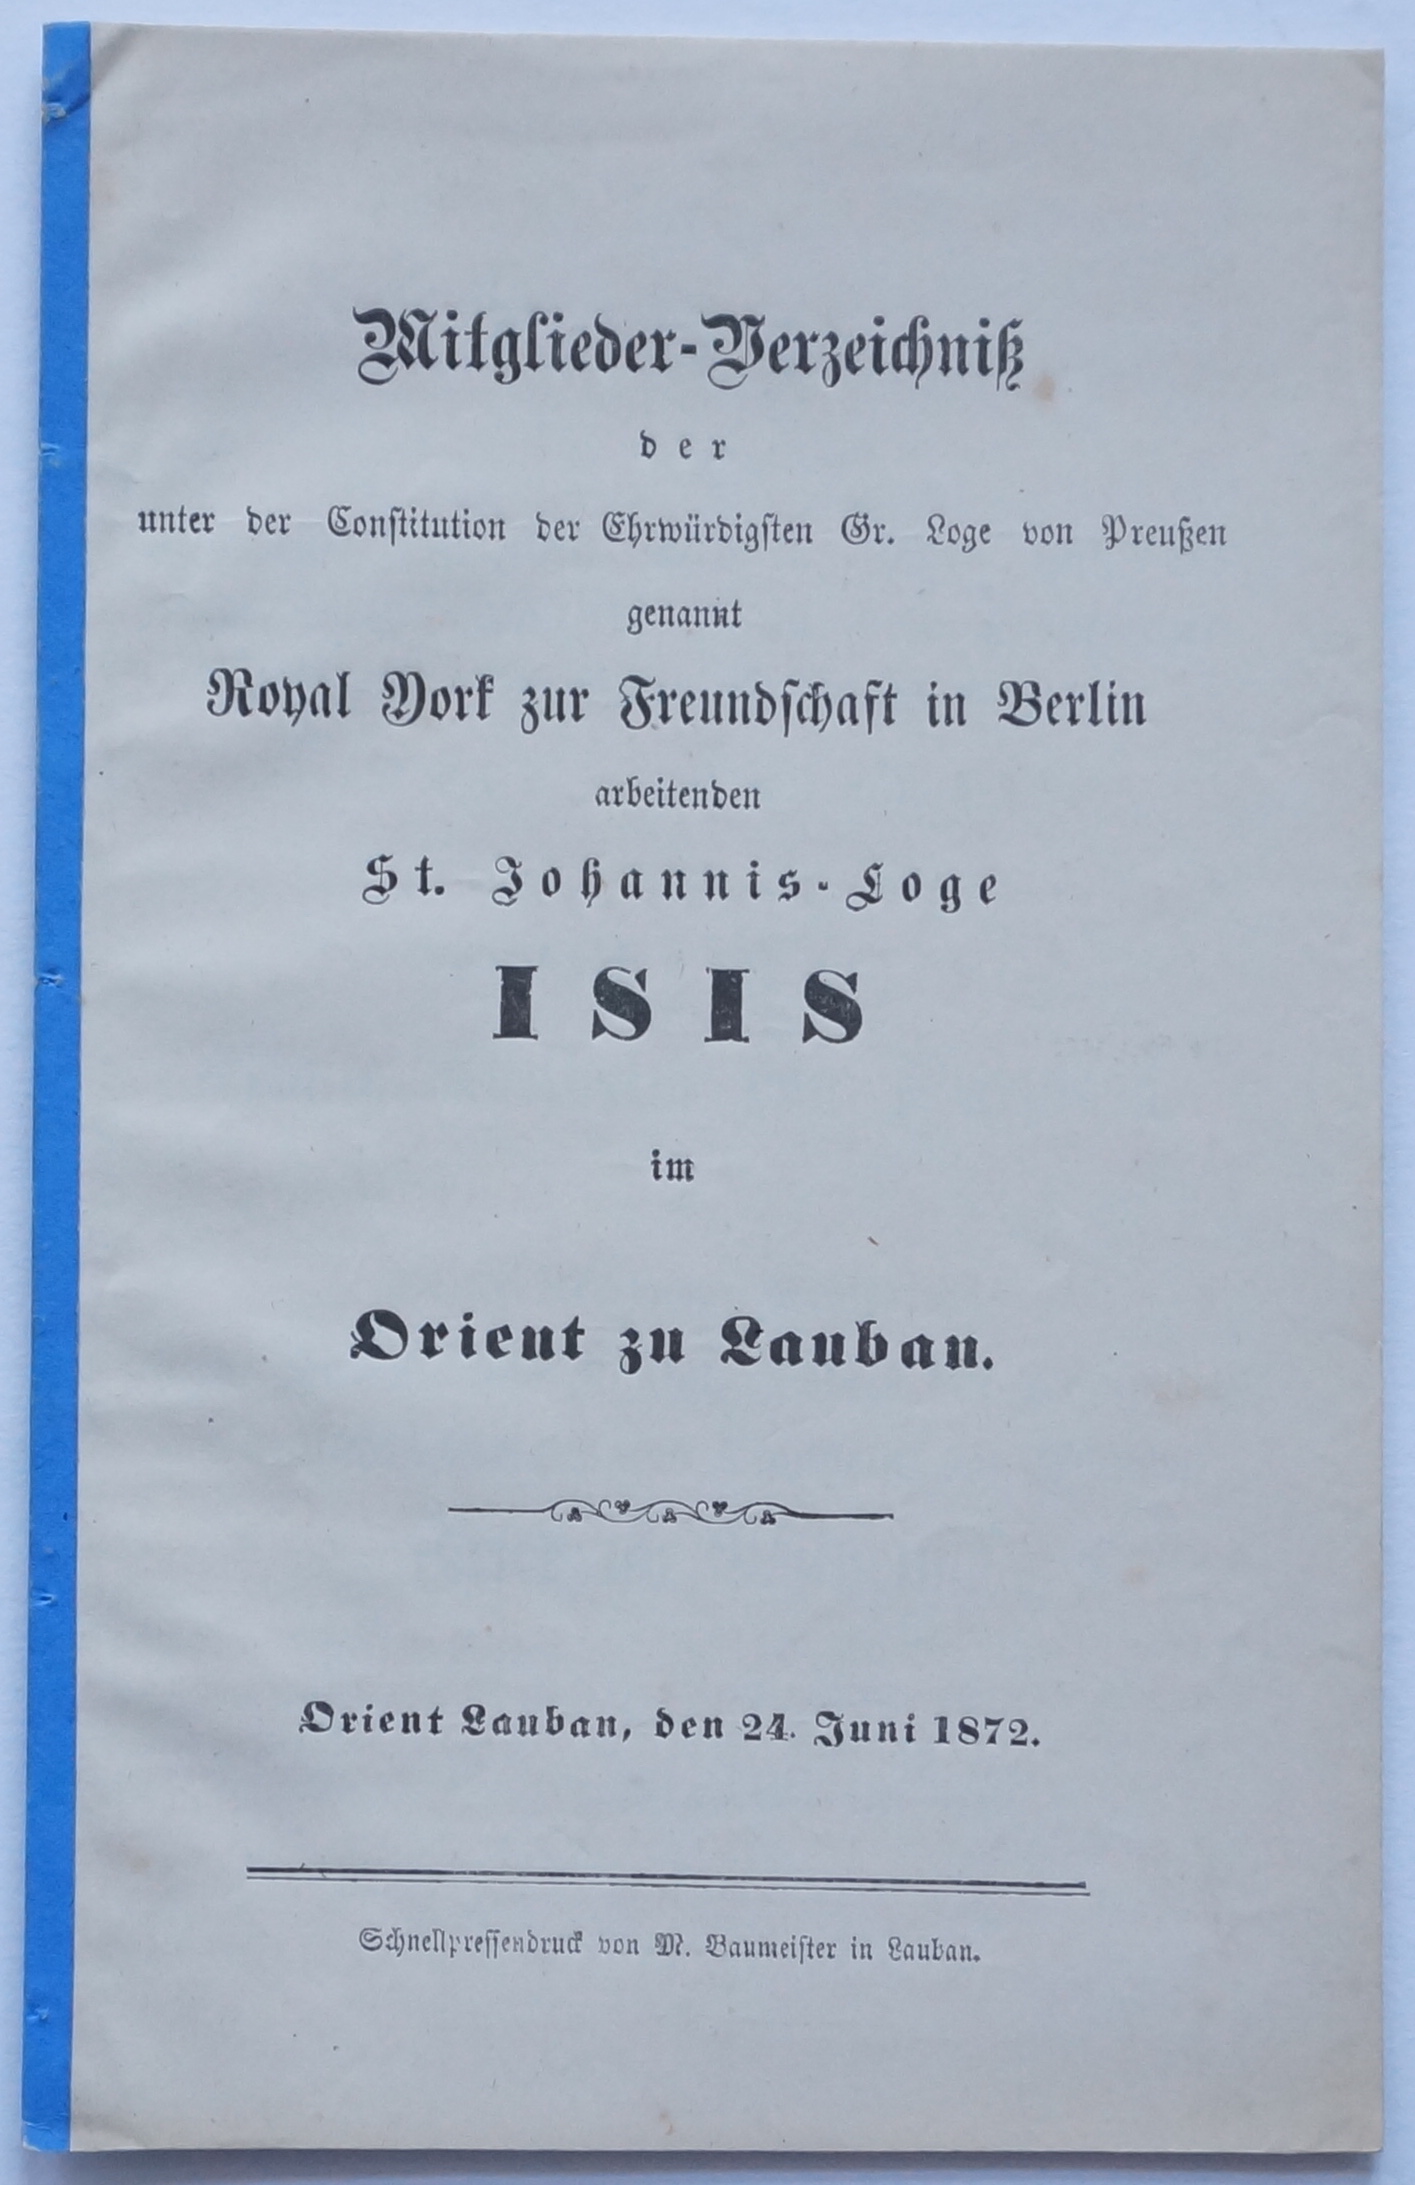 Mitglieder-Verzeichniß
der
unter der Constitution der Ehrwürdigsten Gr. Loge von Preußen
genannt
Royal York zur Freundschaft in Berlin
arbeitenden
St. Johannis-Loge
ISIS
im
Orient zu Lauban.
Orient Lauban, den 24. Juni 1872.
Schnellpressendruck von M. Baumeister in Lauban.